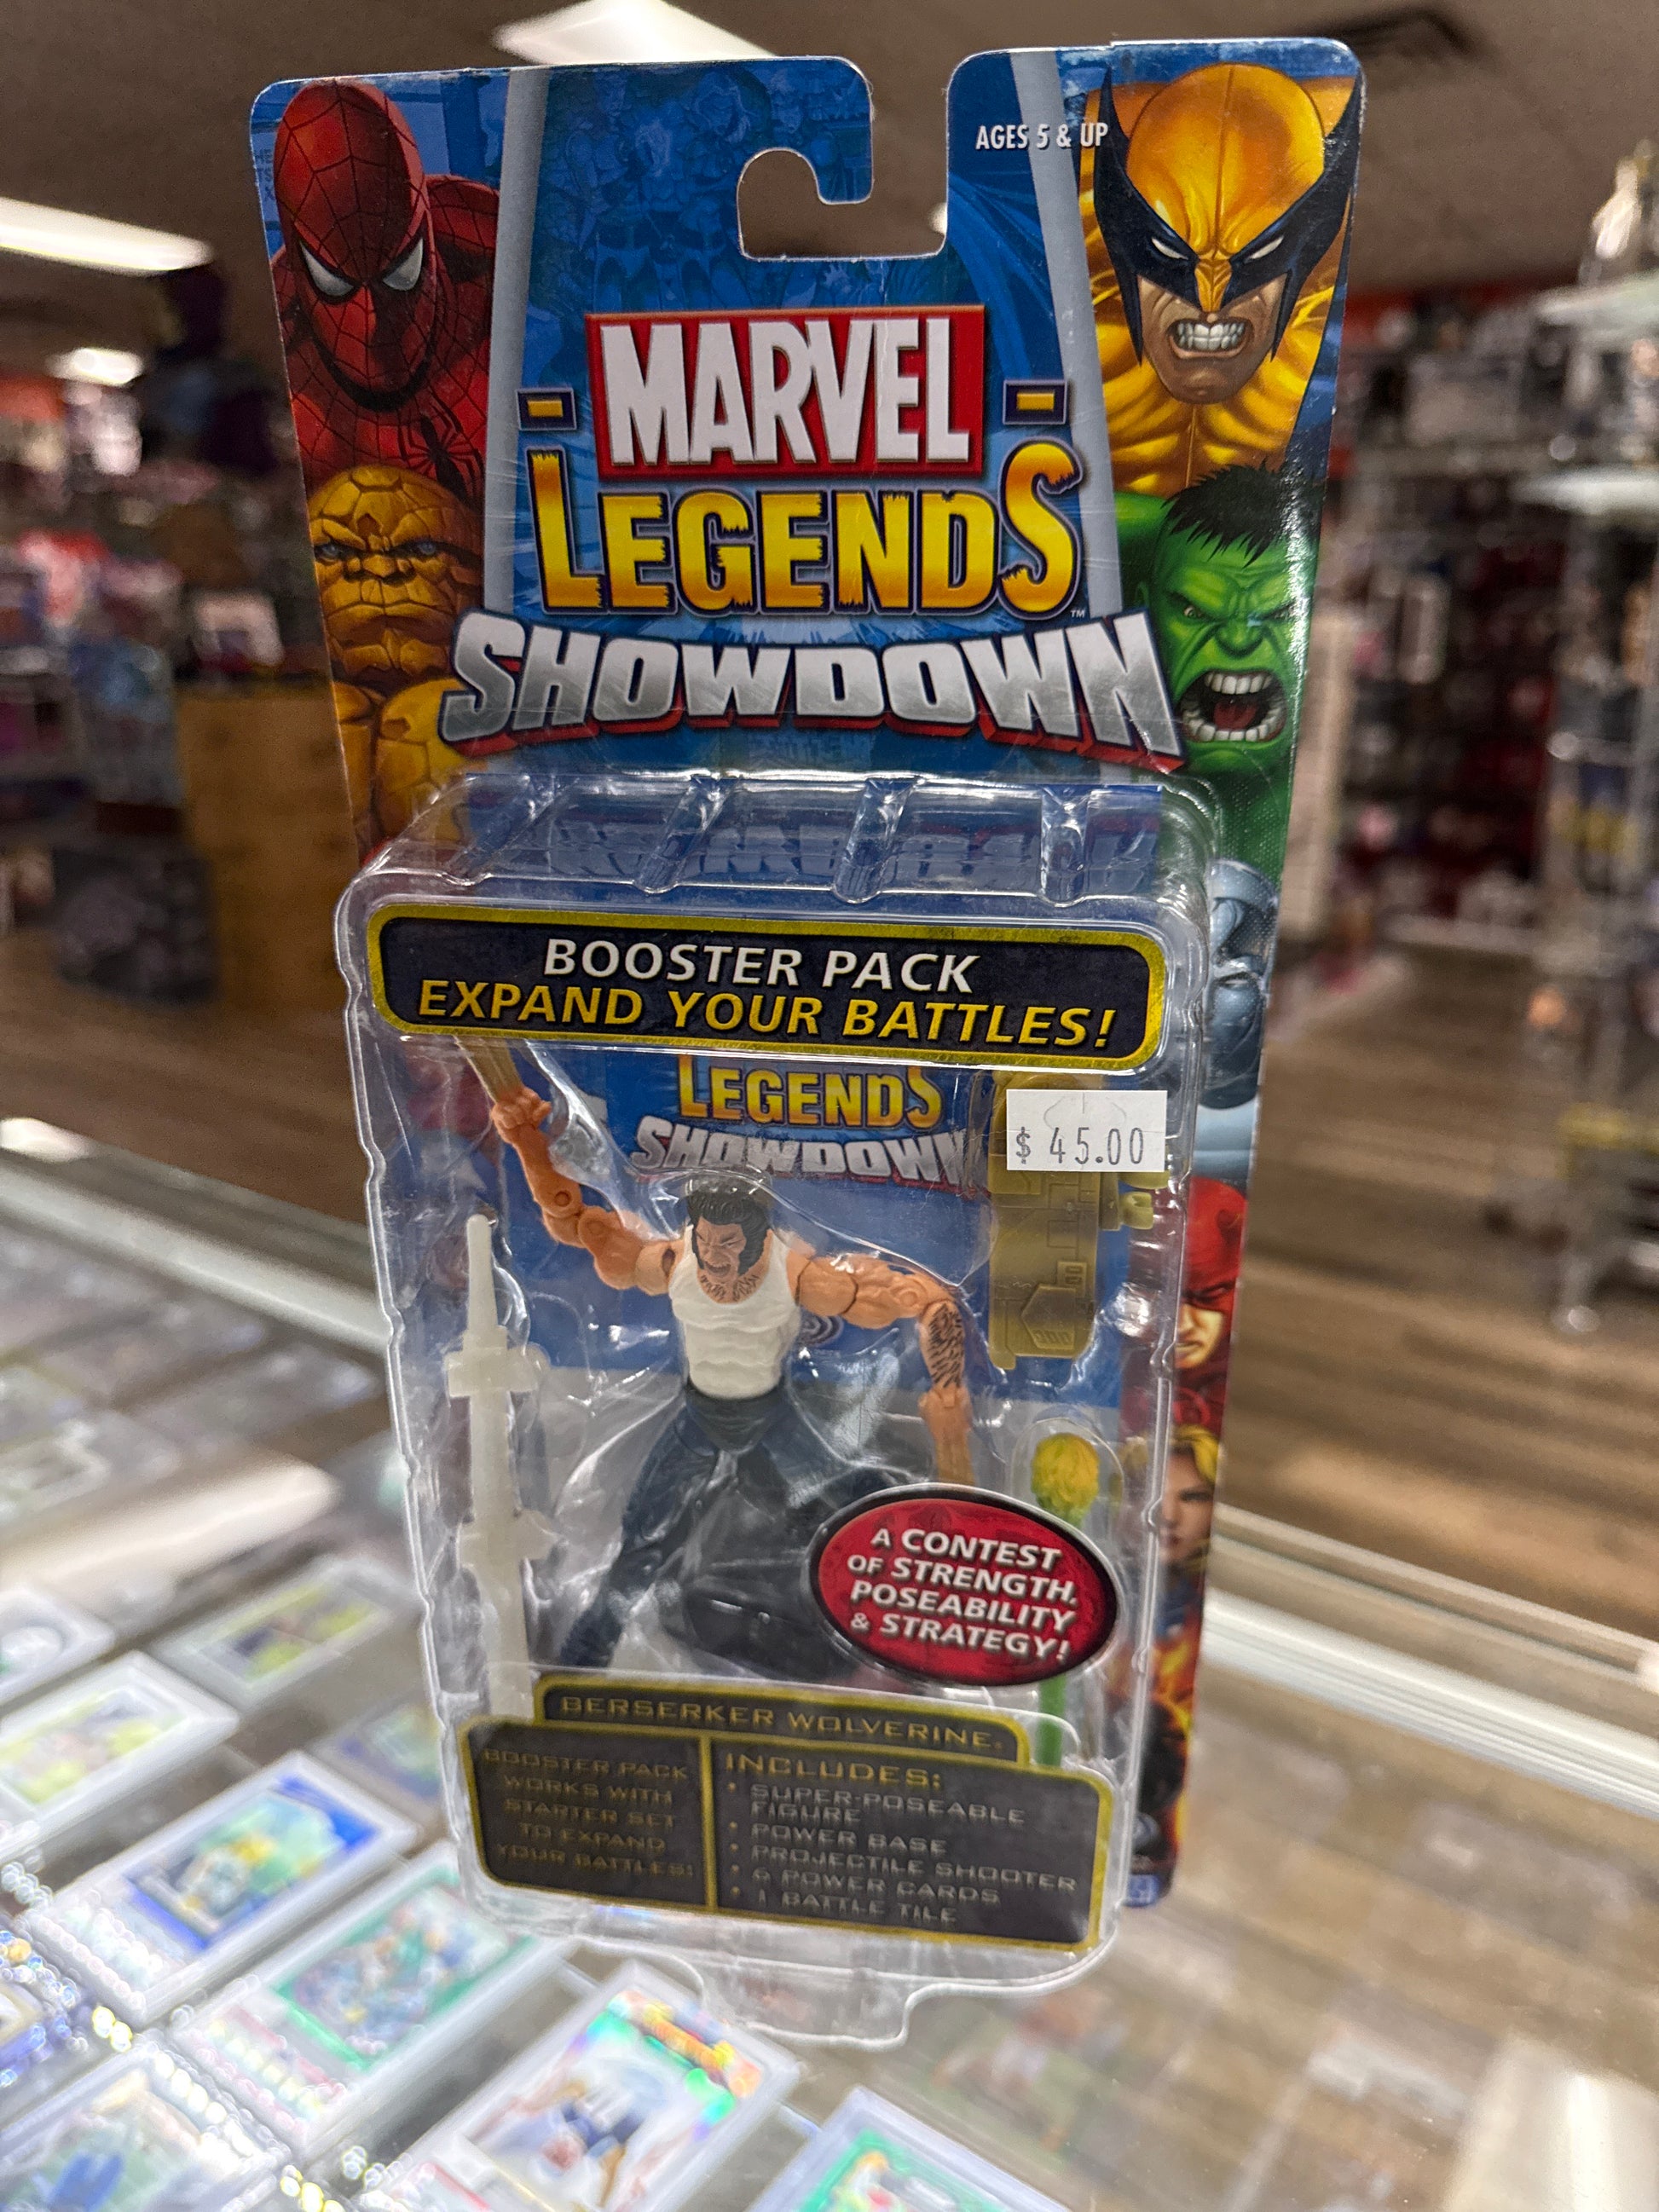 AGES 5 & UP
MARVEL
LEGENDS™
SHOWDOWN
BOOSTER PACK
EXPAND YOUR BATTLES!
LEGENDS
SHOWDOWN
$ 45.00
A CONTEST
OF STRENGTH,
POSEABILITY
& STRATEGY!
BERSERKER WOLVERINE
BOOSTER PACK
WORKS WITH
STARTER SET
TO EXPAND
YOUR BATTLES!
INCLUDES:
• SUPER-POSEABLE
FIGURE
• POWER BASE
• PROJECTILE SHOOTER
• 6 POWER CARDS
• 1 BATTLE TILE